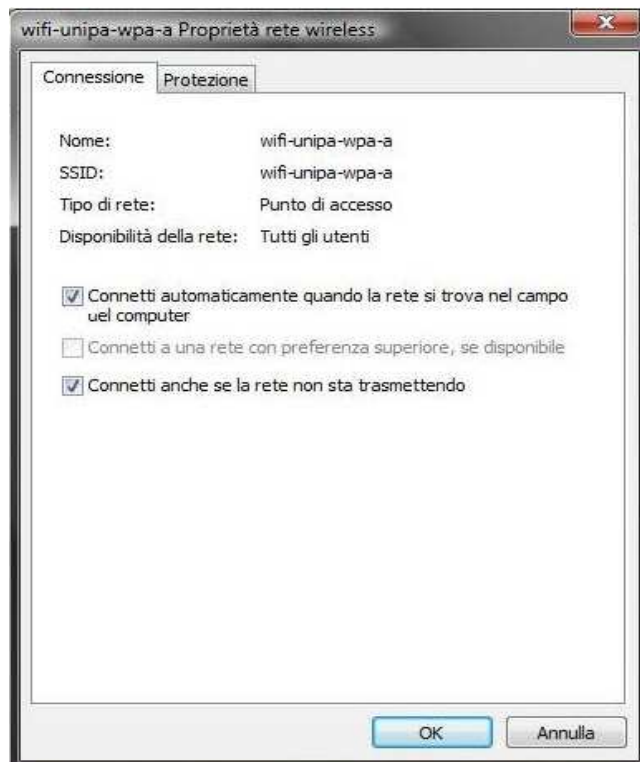 wifi-unipa-wpa-a Proprietà rete wireless
Connessione
Protezione
Nome: wifi-unipa-wpa-a
SSID: wifi-unipa-wpa-a
Tipo di rete: Punto di accesso
Disponibilità della rete: Tutti gli utenti
Connetti automaticamente quando la rete si trova nel campo
uel computer
Connetti a una rete con preferenza superiore, se disponibile
Connetti anche se la rete non sta trasmettendo
OK
Annulla